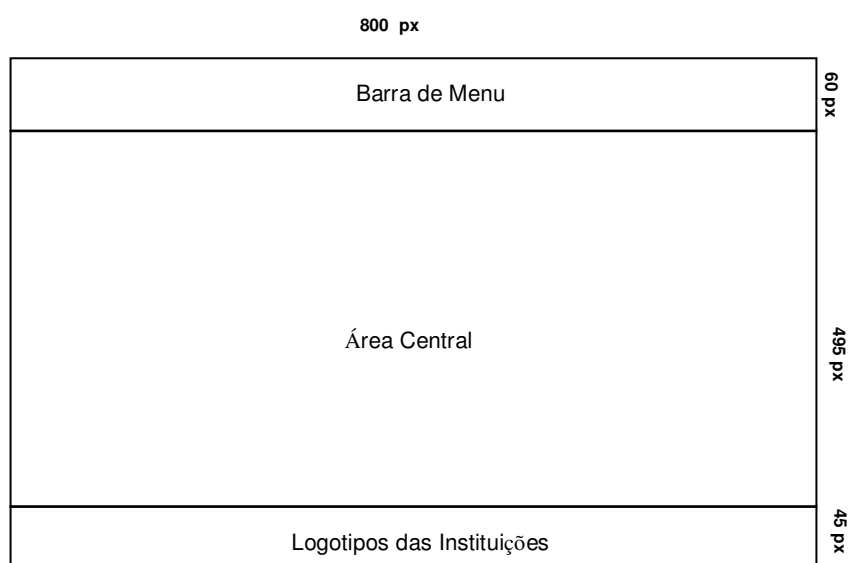 800 px
Barra de Menu
60 px
Área Central
495 px
Logotipos das Instituições
45 px